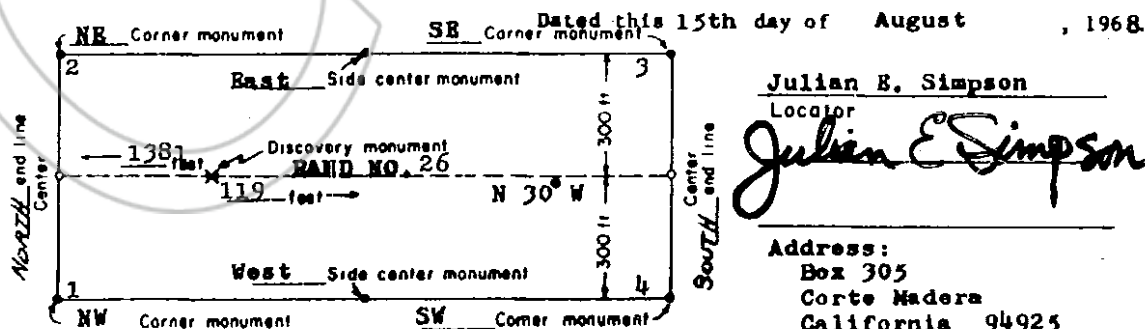 Dated this 15th day of August , 1968.
NE Corner monument SE Corner monument
2 3
East Side center monument
300 ft
Julian E. Simpson
Locator
Julian E Simpson
North end line
Center
1381 feet Discovery monument
RAND NO. 26
119 feet
N 30° W
Center
South end line
300 ft
West Side center monument
1 4
NW Corner monument SW Corner monument
Address:
Box 305
Corte Madera
California 94925